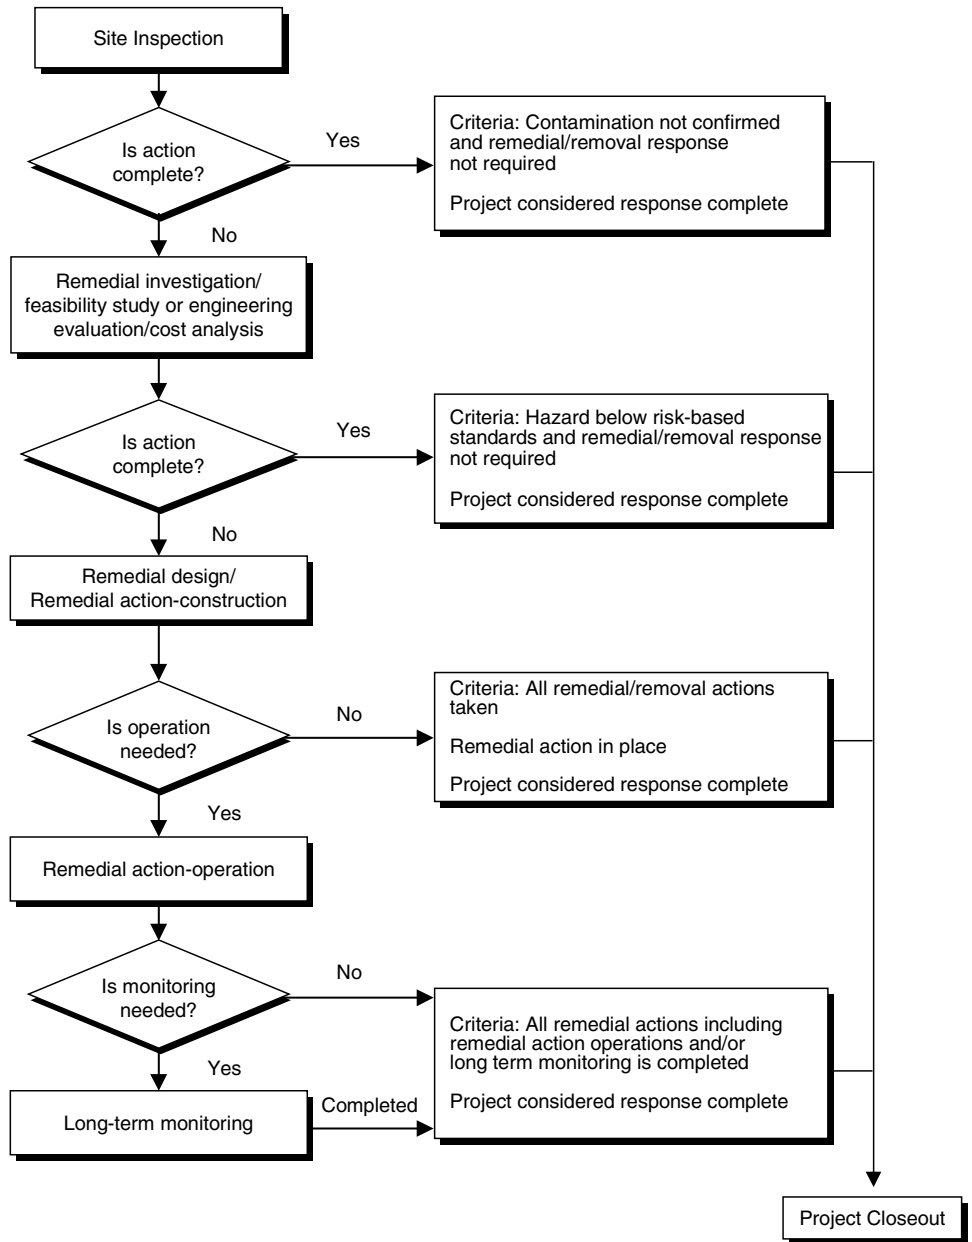 Site Inspection
Is action
complete?
Yes
Criteria: Contamination not confirmed
and remedial/removal response
not required
Project considered response complete
No
Remedial investigation/
feasibility study or engineering
evaluation/cost analysis
Is action
complete?
Yes
Criteria: Hazard below risk-based
standards and remedial/removal response
not required
Project considered response complete
No
Remedial design/
Remedial action-construction
Is operation
needed?
No
Criteria: All remedial/removal actions
taken
Remedial action in place
Project considered response complete
Yes
Remedial action-operation
Is monitoring
needed?
No
Criteria: All remedial actions including
remedial action operations and/or
long term monitoring is completed
Project considered response complete
Yes
Long-term monitoring
Completed
Project Closeout